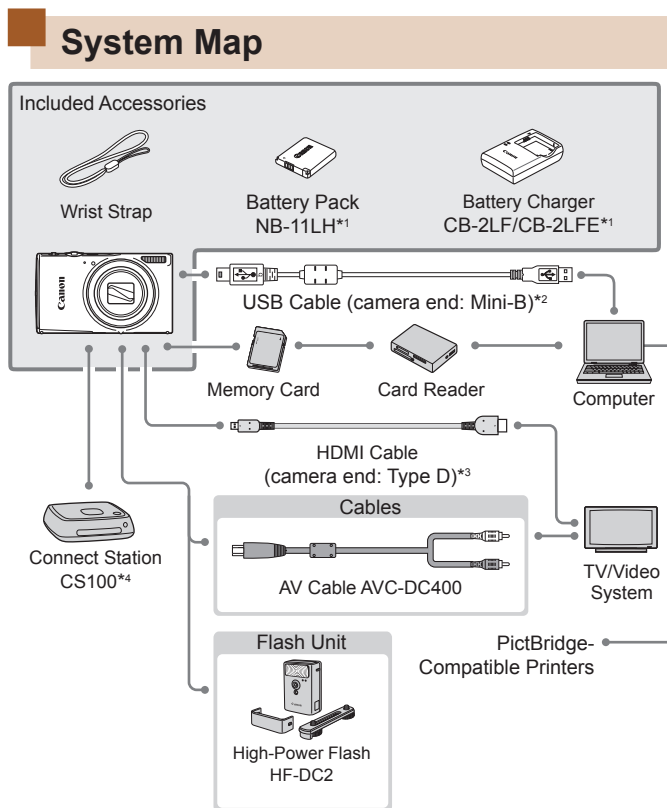 System Map
Included Accessories
Wrist Strap
Battery Pack
NB-11LH*1
Battery Charger
CB-2LF/CB-2LFE*1
Canon
USB Cable (camera end: Mini-B)*2
Memory Card
Card Reader
Computer
HDMI Cable
(camera end: Type D)*3
Cables
Connect Station
CS100*4
AV Cable AVC-DC400
TV/Video
System
Flash Unit
PictBridge-
Compatible Printers
High-Power Flash
HF-DC2